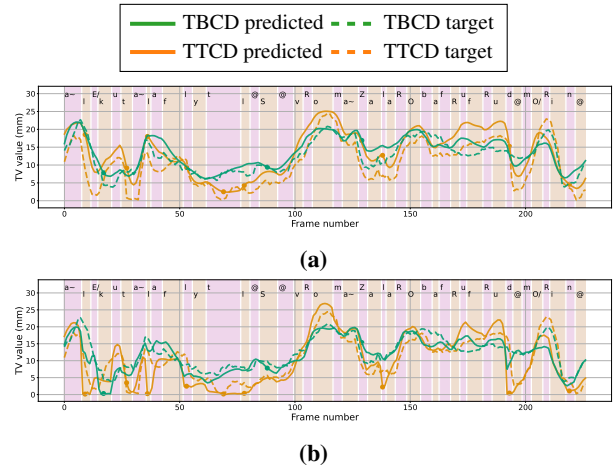 TBCD predicted TBCD target
TTCD predicted TTCD target
a~ E/ u a~ a I t @ @ R m Z I R b f u R d m R n
l k t l f y l S v o a~ a a O a R f R u @ O/ i @
TV value (mm)
30
25
20
15
10
5
0
0 50 100 150 200
Frame number
(a)
a~ E/ u a~ a I t @ @ R m Z I R b f u R d m R n
l k t l f y l S v o a~ a a O a R f R u @ O/ i @
TV value (mm)
30
25
20
15
10
5
0
0 50 100 150 200
Frame number
(b)